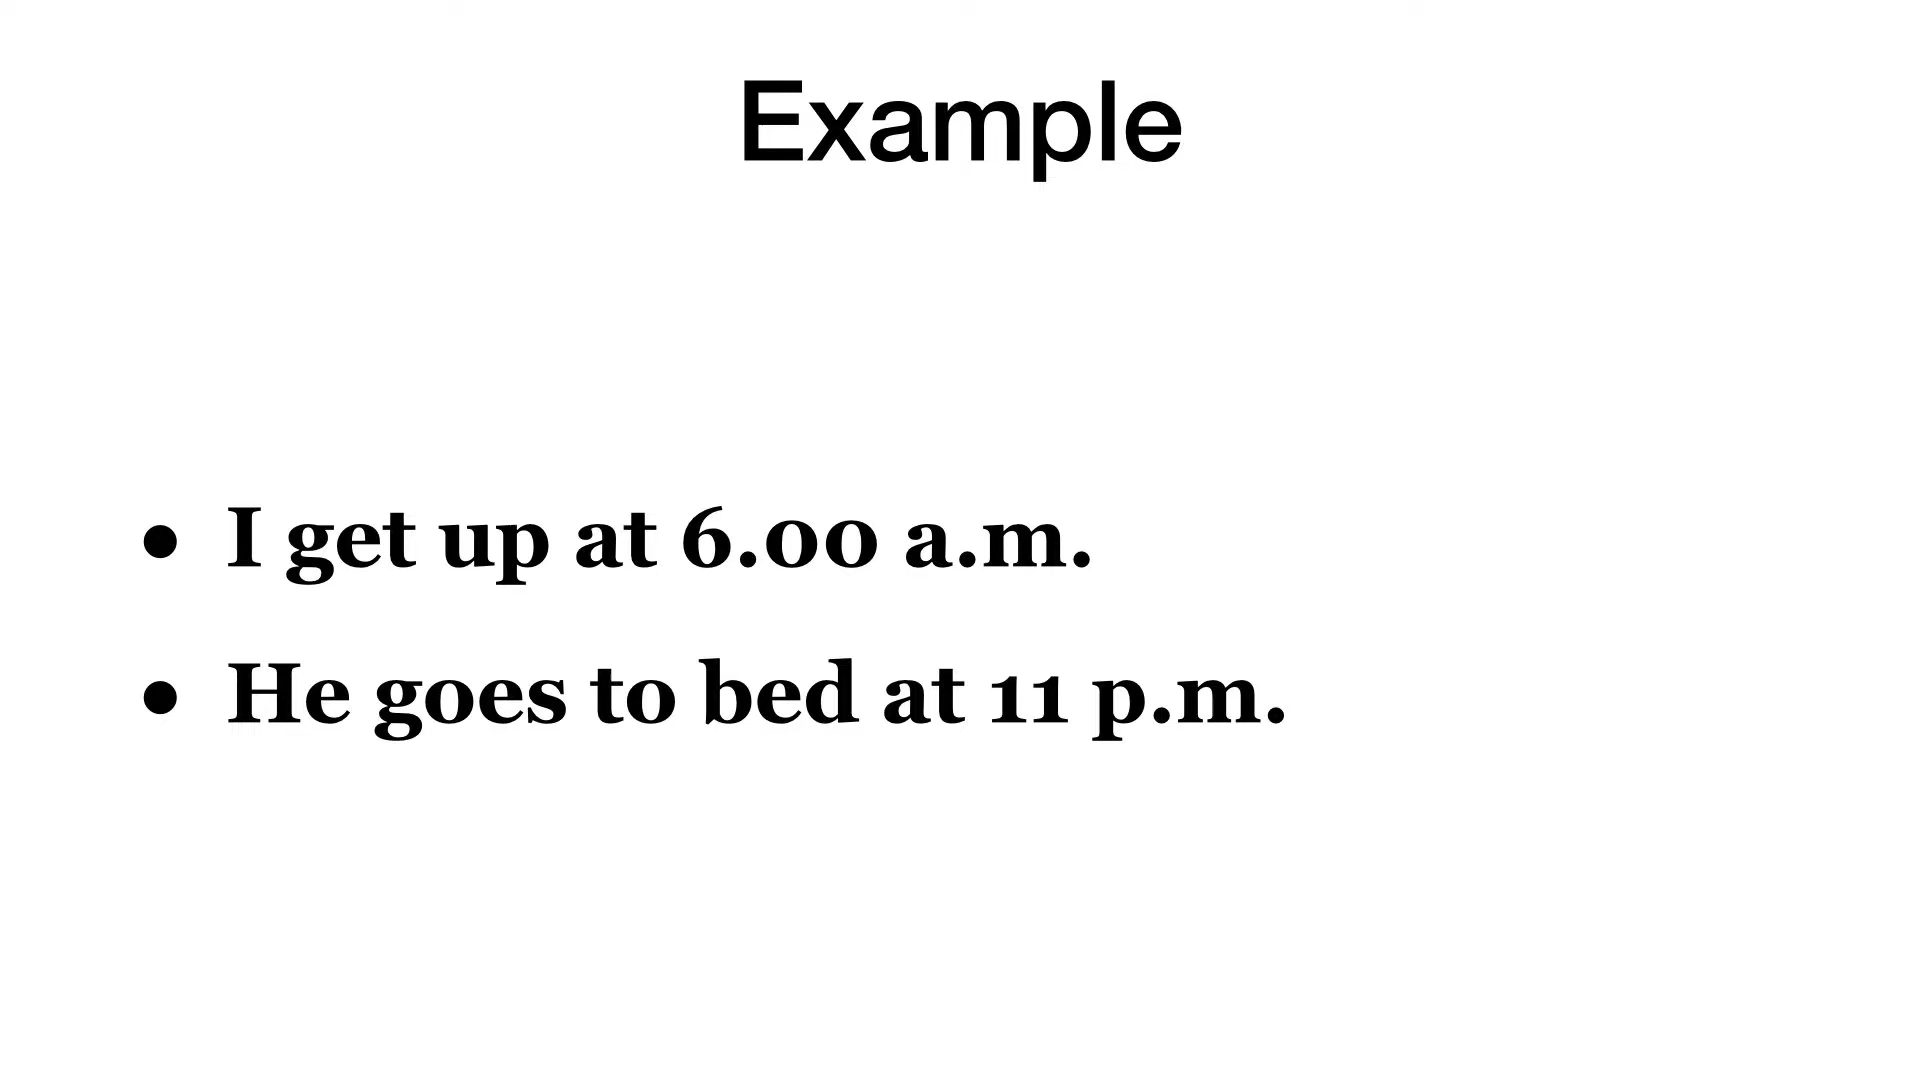 Example
• I get up at 6.00 a.m.
• He goes to bed at 11 p.m.